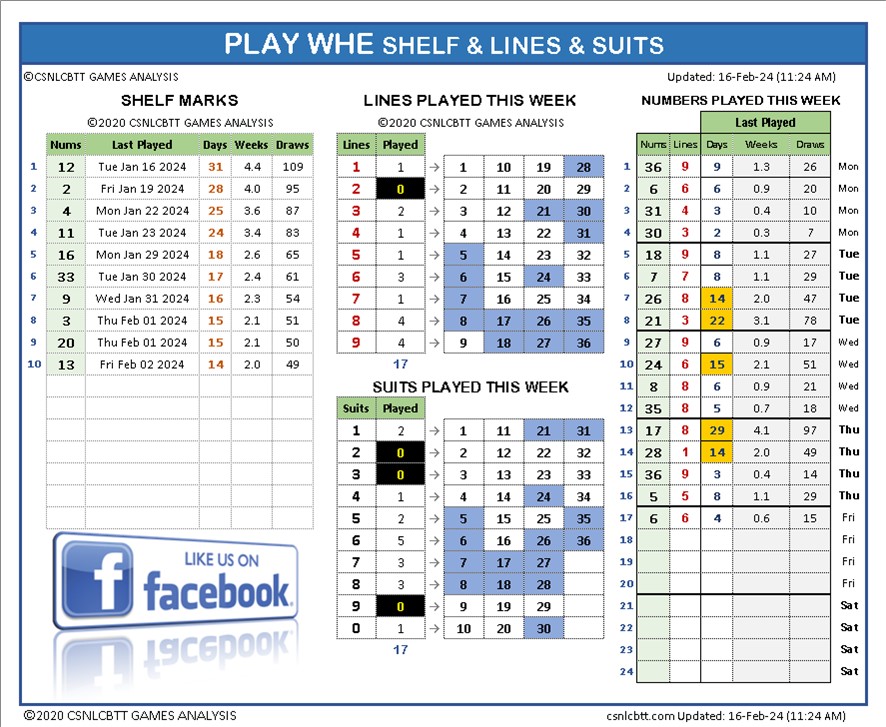 PLAY WHE SHELF & LINES & SUITS
©CSNLCBTT GAMES ANALYSIS
Updated: 16-Feb-24 (11:24 AM)
SHELF MARKS
©2020 CSNLCBTT GAMES ANALYSIS
Nums Last Played Days Weeks Draws
1 12 Tue Jan 16 2024 31 4.4 109
2 2 Fri Jan 19 2024 28 4.0 95
3 4 Mon Jan 22 2024 25 3.6 87
4 11 Tue Jan 23 2024 24 3.4 83
5 16 Mon Jan 29 2024 18 2.6 65
6 33 Tue Jan 30 2024 17 2.4 61
7 9 Wed Jan 31 2024 16 2.3 54
8 3 Thu Feb 01 2024 15 2.1 51
9 20 Thu Feb 01 2024 15 2.1 50
10 13 Fri Feb 02 2024 14 2.0 49
LIKE US ON
facebook
LINES PLAYED THIS WEEK
©2020 CSNLCBTT GAMES ANALYSIS
Lines Played
1 1 → 1 10 19 28
2 0 → 2 11 20 29
3 2 → 3 12 21 30
4 1 → 4 13 22 31
5 1 → 5 14 23 32
6 3 → 6 15 24 33
7 1 → 7 16 25 34
8 4 → 8 17 26 35
9 4 → 9 18 27 36
17
SUITS PLAYED THIS WEEK
Suits Played
1 2 → 1 11 21 31
2 0 → 2 12 22 32
3 0 → 3 13 23 33
4 1 → 4 14 24 34
5 2 → 5 15 25 35
6 5 → 6 16 26 36
7 3 → 7 17 27
8 3 → 8 18 28
9 0 → 9 19 29
0 1 → 10 20 30
17
NUMBERS PLAYED THIS WEEK
Last Played
Nums Lines Days Weeks Draws
1 36 9 9 1.3 26 Mon
2 6 6 6 0.9 20 Mon
3 31 4 3 0.4 10 Mon
4 30 3 2 0.3 7 Mon
5 18 9 8 1.1 27 Tue
6 7 7 8 1.1 29 Tue
7 26 8 14 2.0 47 Tue
8 21 3 22 3.1 78 Tue
9 27 9 6 0.9 17 Wed
10 24 6 15 2.1 51 Wed
11 8 8 6 0.9 21 Wed
12 35 8 5 0.7 18 Wed
13 17 8 29 4.1 97 Thu
14 28 1 14 2.0 49 Thu
15 36 9 3 0.4 14 Thu
16 5 5 8 1.1 29 Thu
17 6 6 4 0.6 15 Fri
18 Fri
19 Fri
20 Fri
21 Sat
22 Sat
23 Sat
24 Sat
©2020 CSNLCBTT GAMES ANALYSIS
csnlcbtt.com Updated: 16-Feb-24 (11:24 AM)